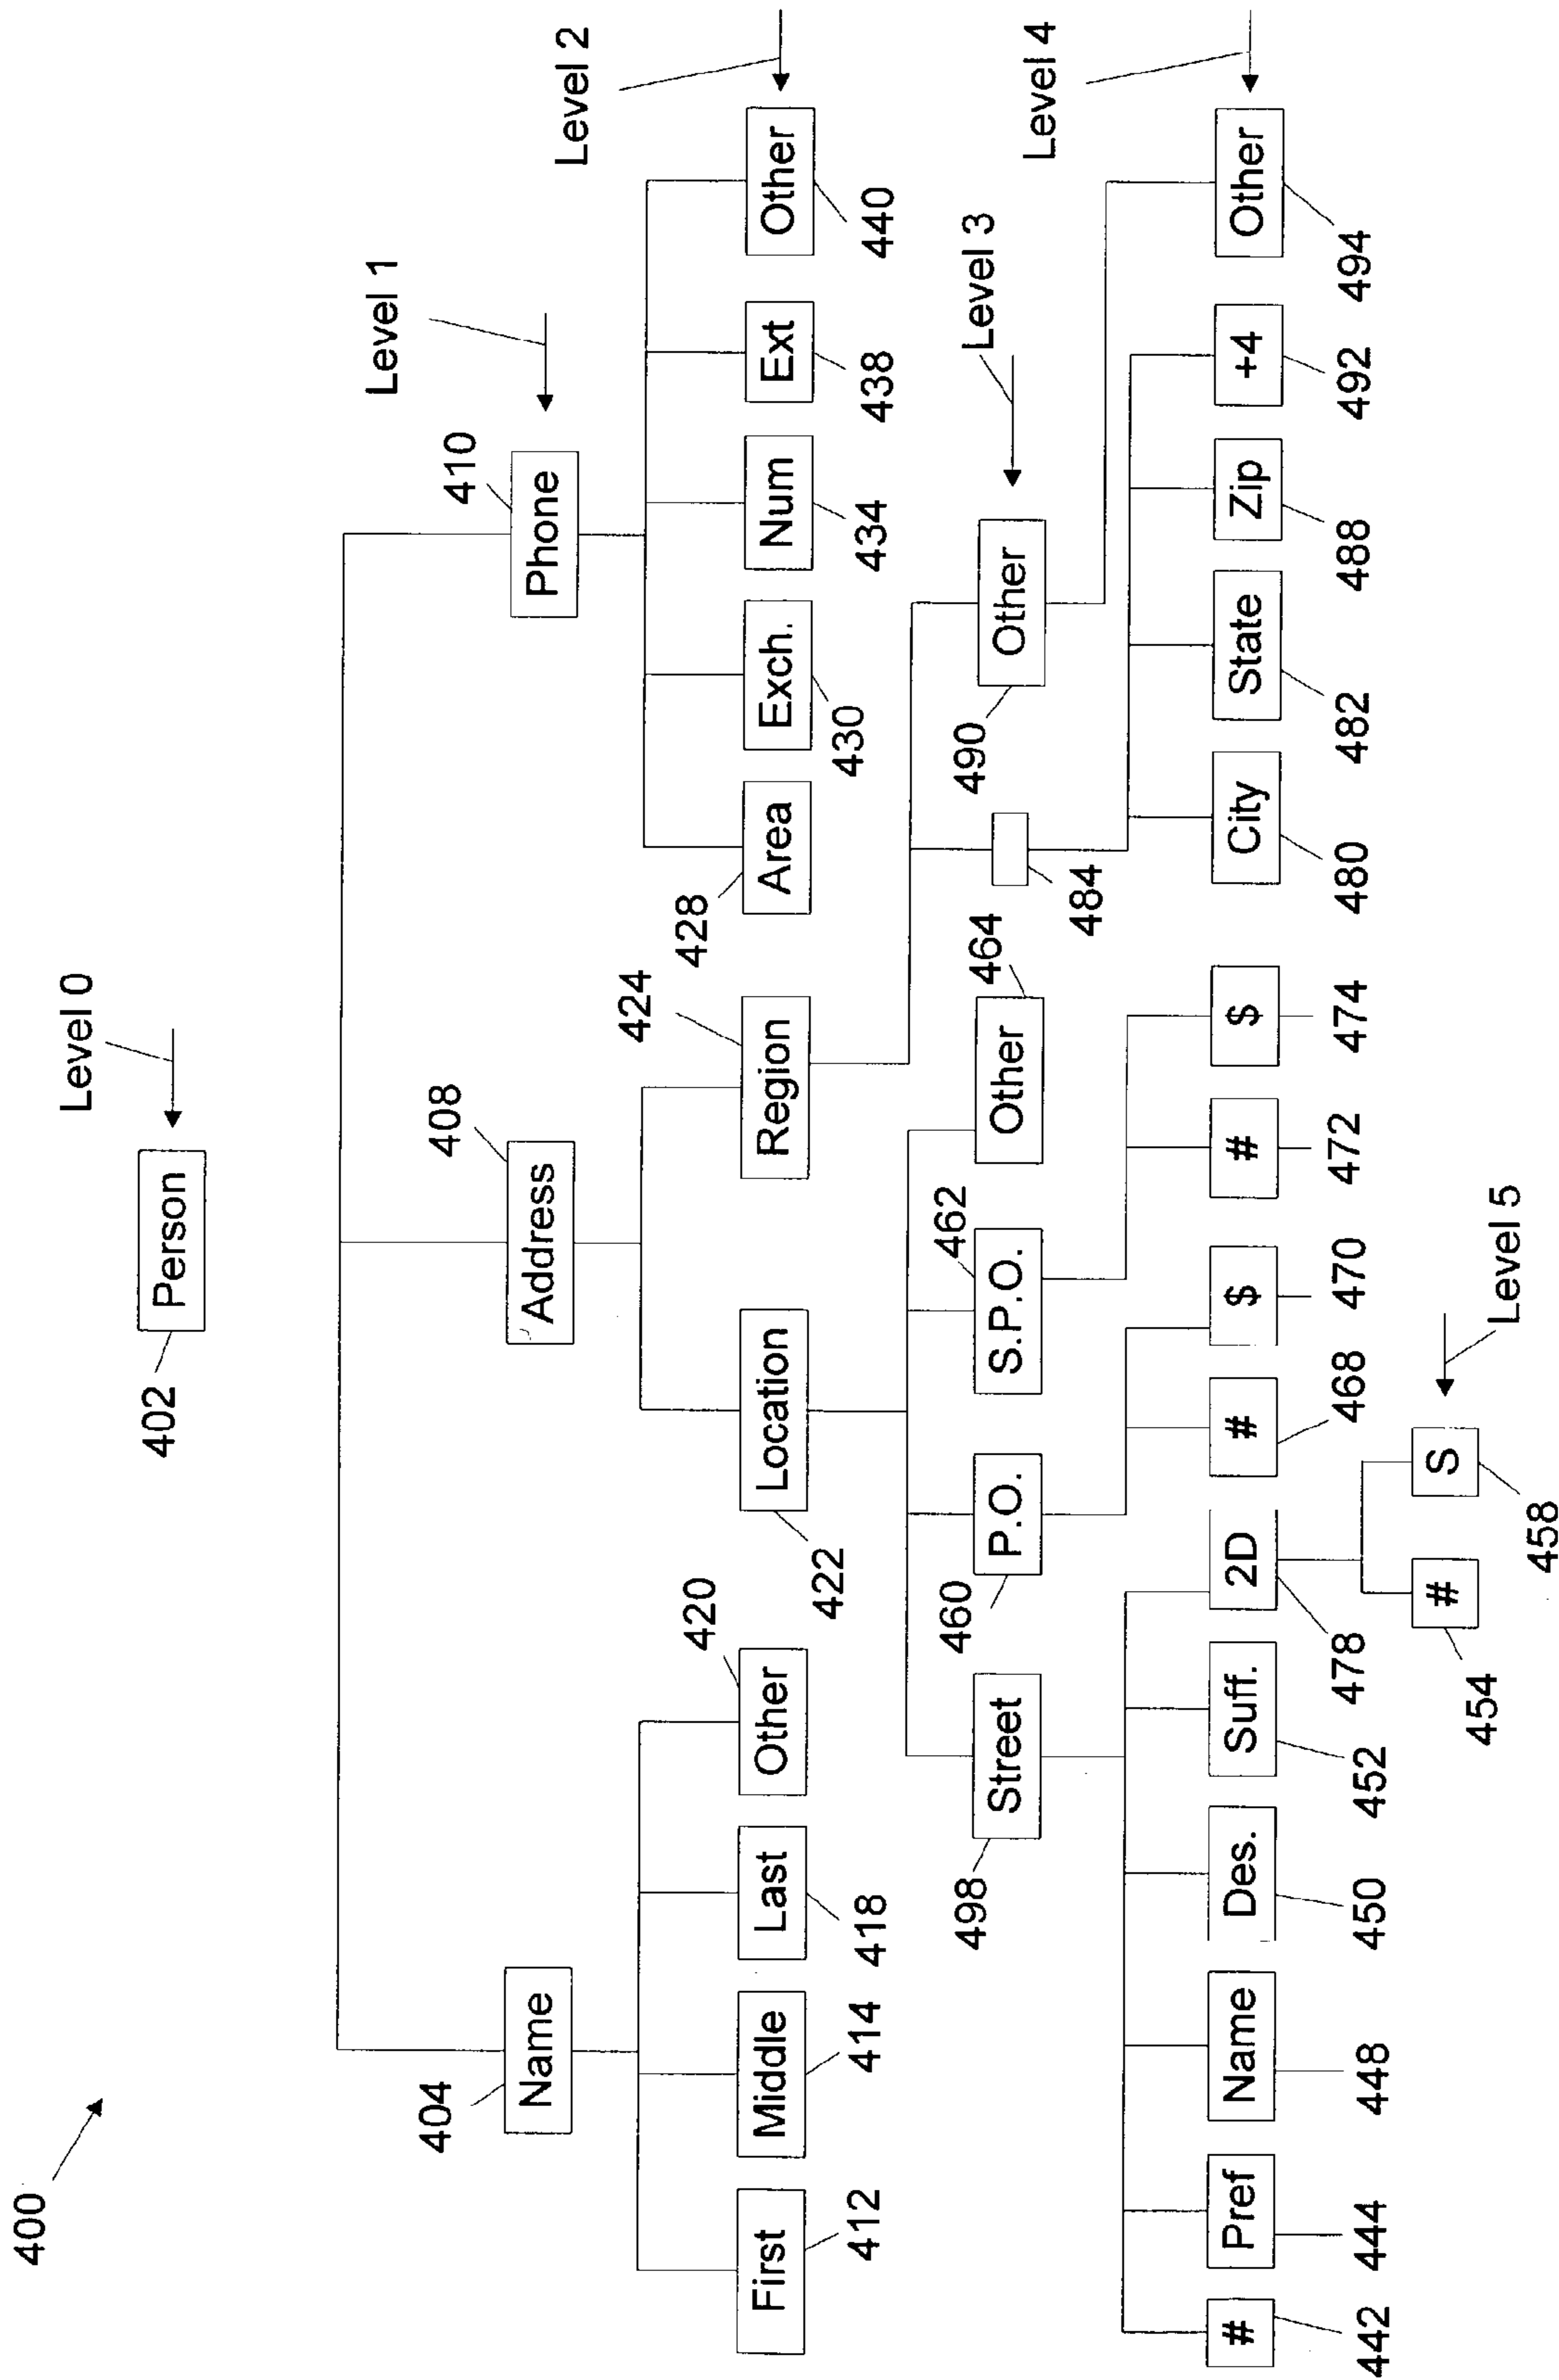 400
Level 0
402
Person
Level 1
404
Name
408
Address
410
Phone
Level 2
First
Middle
Last
Other
420
Location
Region
424
Area
428
Exch.
Num
Ext
Other
412
414
418
422
430
434
438
440
Level 3
498
Street
460
P.O.
462
S.P.O.
Other
464
484
490
Other
Level 4
#
Pref
Name
Des.
Suff.
2D
#
$
#
$
City
State
Zip
+4
Other
442
444
448
450
452
478
468
470
472
474
480
482
488
492
494
#
S
Level 5
454
458